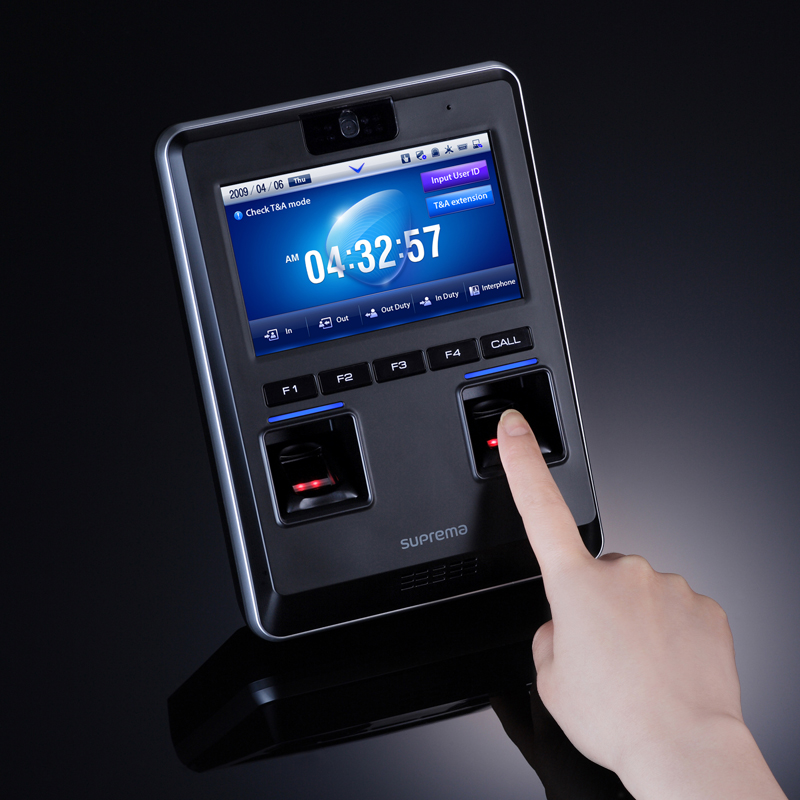 2009 / 04 / 06 Thu
Input User ID
! Check T&A mode
T&A extension
AM 04:32:57
In Out Out Duty In Duty Interphone
F1 F2 F3 F4 CALL
suprema